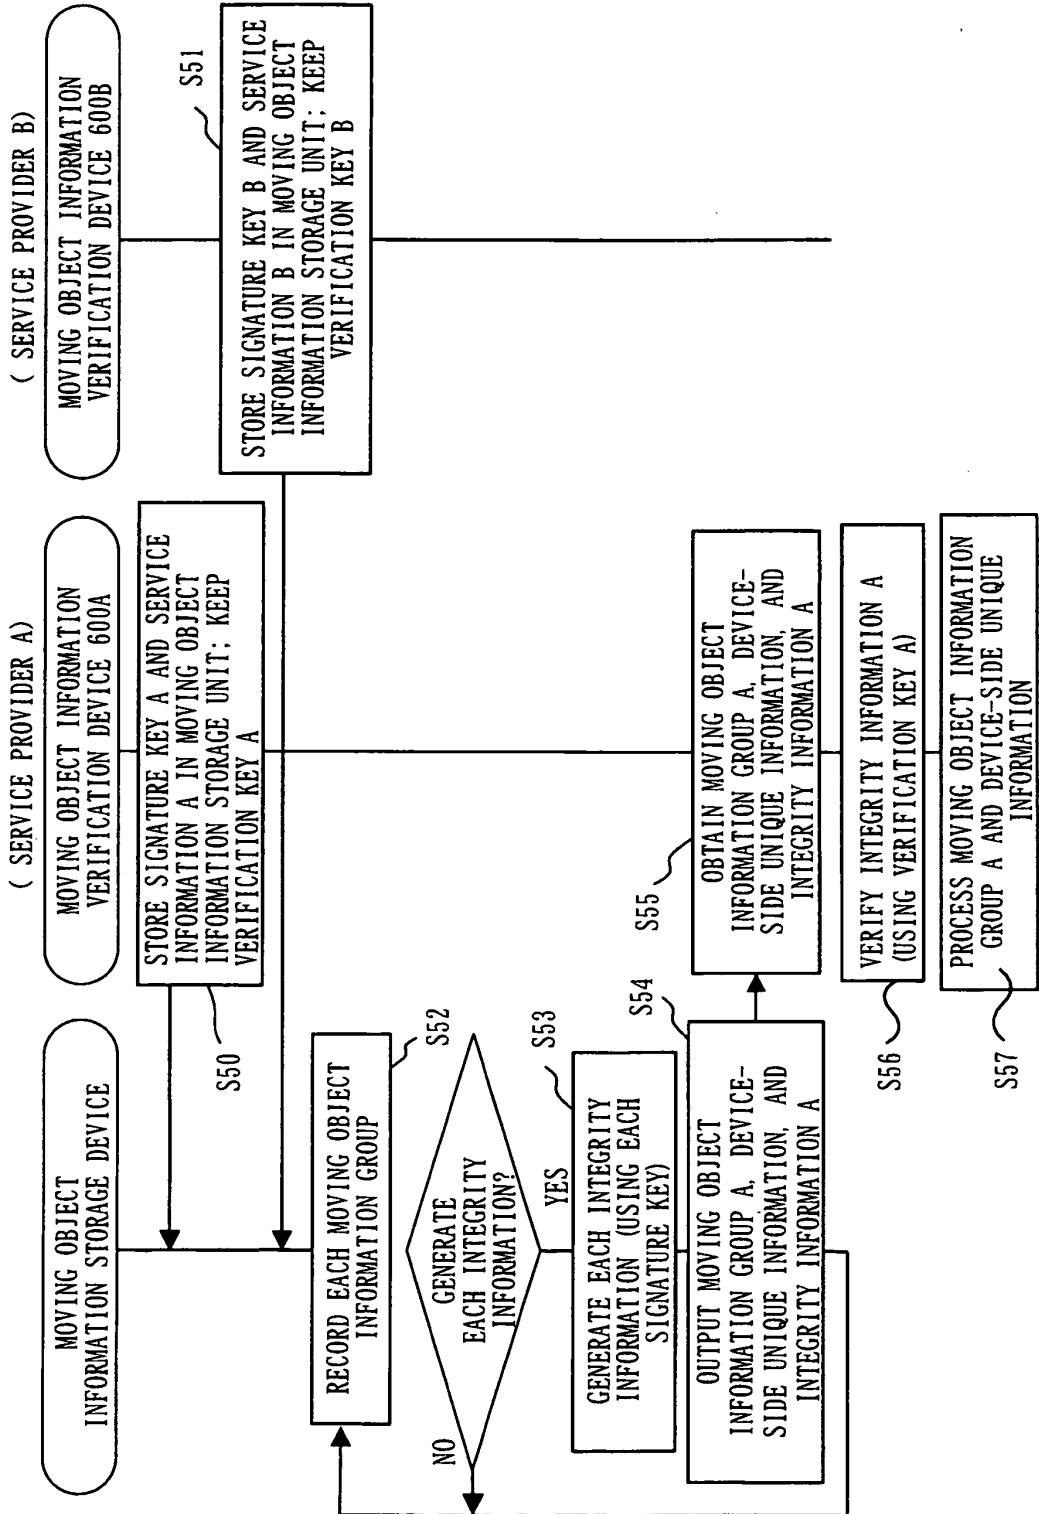 ( SERVICE PROVIDER B)
MOVING OBJECT INFORMATION
VERIFICATION DEVICE 600B
S51
STORE SIGNATURE KEY B AND SERVICE
INFORMATION B IN MOVING OBJECT
INFORMATION STORAGE UNIT; KEEP
VERIFICATION KEY B
( SERVICE PROVIDER A)
MOVING OBJECT INFORMATION
VERIFICATION DEVICE 600A
STORE SIGNATURE KEY A AND SERVICE
INFORMATION A IN MOVING OBJECT
INFORMATION STORAGE UNIT; KEEP
VERIFICATION KEY A
S50
MOVING OBJECT
INFORMATION STORAGE DEVICE
S52
RECORD EACH MOVING OBJECT
INFORMATION GROUP
GENERATE
EACH INTEGRITY
INFORMATION?
NO
YES
S53
GENERATE EACH INTEGRITY
INFORMATION (USING EACH
SIGNATURE KEY)
S54
OUTPUT MOVING OBJECT
INFORMATION GROUP A, DEVICE-
SIDE UNIQUE INFORMATION, AND
INTEGRITY INFORMATION A
S55
OBTAIN MOVING OBJECT
INFORMATION GROUP A, DEVICE-
SIDE UNIQUE INFORMATION, AND
INTEGRITY INFORMATION A
VERIFY INTEGRITY INFORMATION A
(USING VERIFICATION KEY A)
S56
PROCESS MOVING OBJECT INFORMATION
GROUP A AND DEVICE-SIDE UNIQUE
INFORMATION
S57